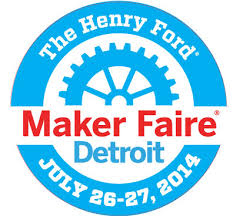 The Henry Ford®
Maker Faire®
Detroit
JULY 26-27, 2014